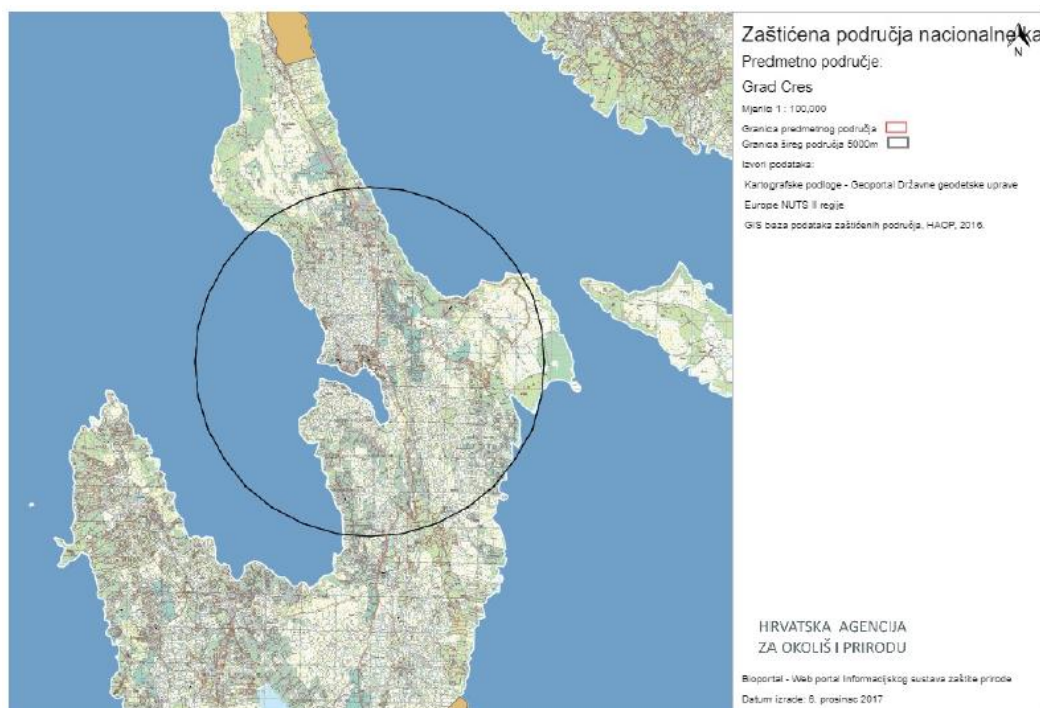 Zaštićena područja nacionalne ka
N
Predmetno područje:
Grad Cres
Mjerilo 1 : 100,000
Granica predmetnog područja
Granica šireg područja 5000m
Izvori podataka:
Kartografske podloge - Geoportal Državne geodetske uprave
Europe NUTS II regije
GIS baza podataka zaštićenih područja, HAOP, 2016.
HRVATSKA AGENCIJA
ZA OKOLIŠ I PRIRODU
Bioportal - Web portal Informacijskog sustava zaštite prirode
Datum izrade: 8. prosinac 2017